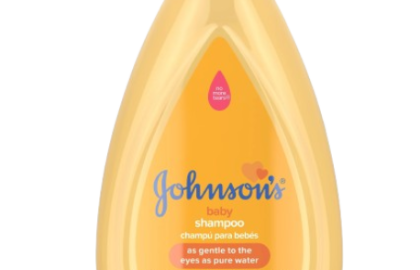 no
more
tears®
Johnson's®
baby
shampoo
champú para bebés
as gentle to the
eyes as pure water